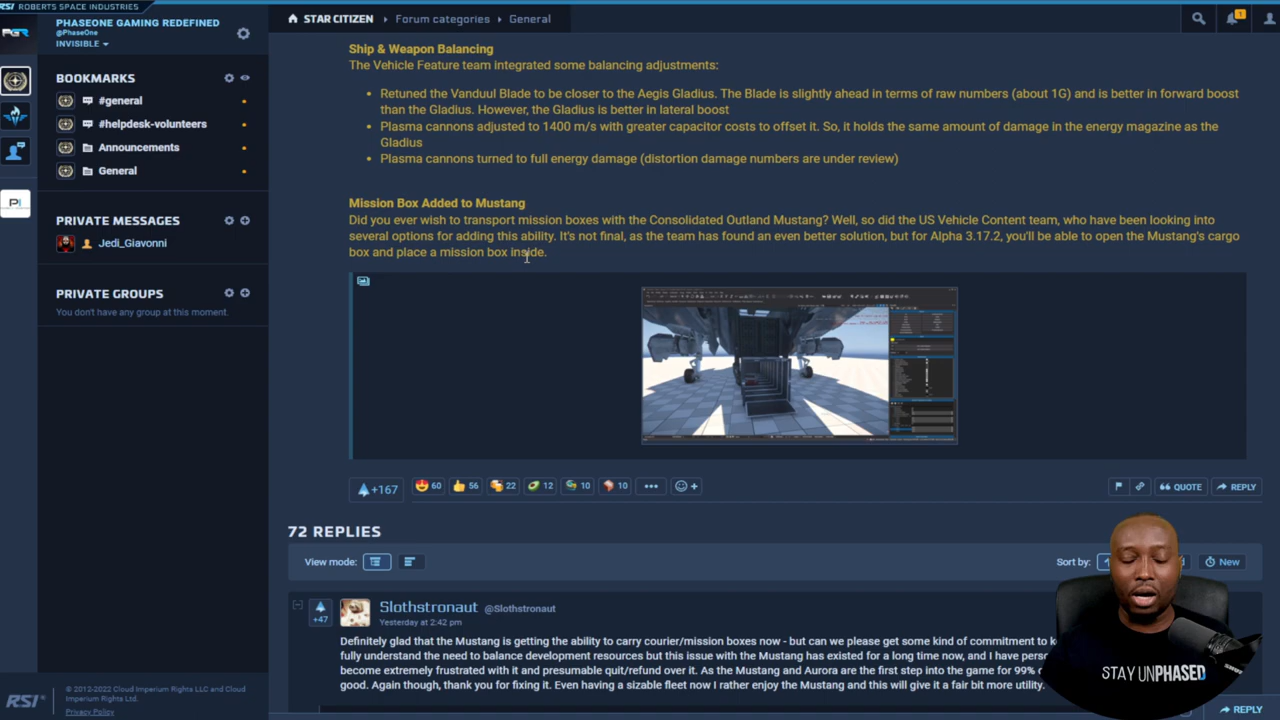 RSI ROBERTS SPACE INDUSTRIES
PHASEONE GAMING REDEFINED
@PhaseOne
INVISIBLE
STAR CITIZEN Forum categories General
1
BOOKMARKS
#general
#helpdesk-volunteers
Announcements
General
PRIVATE MESSAGES
Jedi_Giavonni
PRIVATE GROUPS
You don't have any group at this moment.
RSI
© 2012-2022 Cloud Imperium Rights LLC and Cloud
Imperium Rights Ltd.
Privacy Policy
Ship & Weapon Balancing
The Vehicle Feature team integrated some balancing adjustments:
• Retuned the Vanduul Blade to be closer to the Aegis Gladius. The Blade is slightly ahead in terms of raw numbers (about 1G) and is better in forward boost
than the Gladius. However, the Gladius is better in lateral boost
• Plasma cannons adjusted to 1400 m/s with greater capacitor costs to offset it. So, it holds the same amount of damage in the energy magazine as the
Gladius
• Plasma cannons turned to full energy damage (distortion damage numbers are under review)
Mission Box Added to Mustang
Did you ever wish to transport mission boxes with the Consolidated Outland Mustang? Well, so did the US Vehicle Content team, who have been looking into
several options for adding this ability. It's not final, as the team has found an even better solution, but for Alpha 3.17.2, you'll be able to open the Mustang's cargo
box and place a mission box inside.
+167 60 56 22 12 10 10 ••• + QUOTE REPLY
72 REPLIES
View mode: Sort by: New
+47
Slothstronaut @Slothstronaut
Yesterday at 2:42 pm
Definitely glad that the Mustang is getting the ability to carry courier/mission boxes now - but can we please get some kind of commitment to
fully understand the need to balance development resources but this issue with the Mustang has existed for a long time now, and I have
become extremely frustrated with it and presumable quit/refund over it. As the Mustang and Aurora are the first step into the game for 99%
good. Again though, thank you for fixing it. Even having a sizable fleet now I rather enjoy the Mustang and this will give it a fair bit more utility.
STAY UNPHASED
REPLY